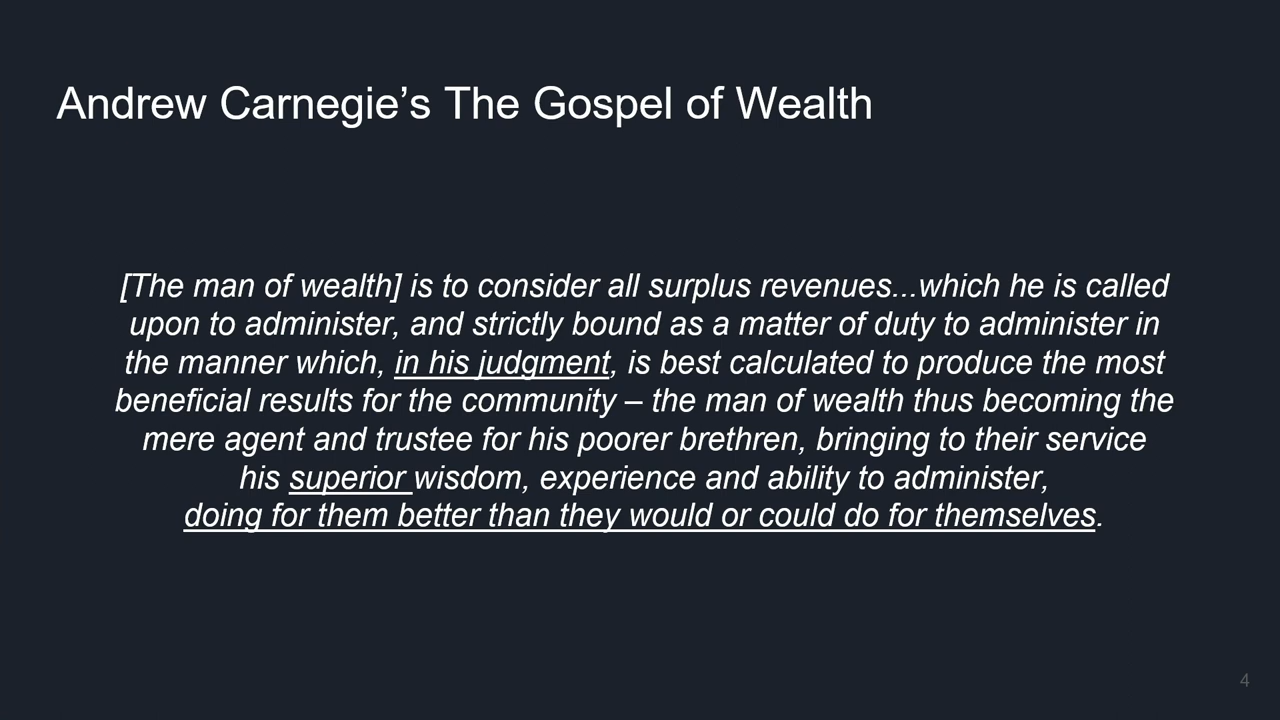 Andrew Carnegie’s The Gospel of Wealth
[The man of wealth] is to consider all surplus revenues...which he is called
upon to administer, and strictly bound as a matter of duty to administer in
the manner which, in his judgment, is best calculated to produce the most
beneficial results for the community – the man of wealth thus becoming the
mere agent and trustee for his poorer brethren, bringing to their service
his superior wisdom, experience and ability to administer,
doing for them better than they would or could do for themselves.
4